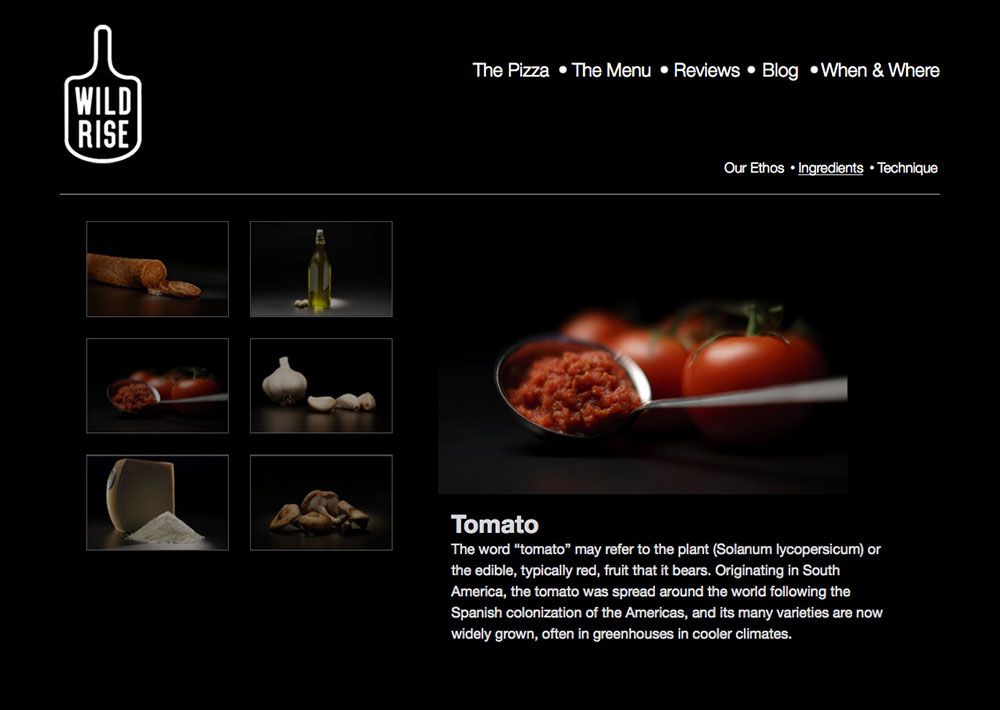 WILD
RISE
The Pizza • The Menu • Reviews • Blog • When & Where
Our Ethos • Ingredients • Technique
Tomato
The word “tomato” may refer to the plant (Solanum lycopersicum) or
the edible, typically red, fruit that it bears. Originating in South
America, the tomato was spread around the world following the
Spanish colonization of the Americas, and its many varieties are now
widely grown, often in greenhouses in cooler climates.